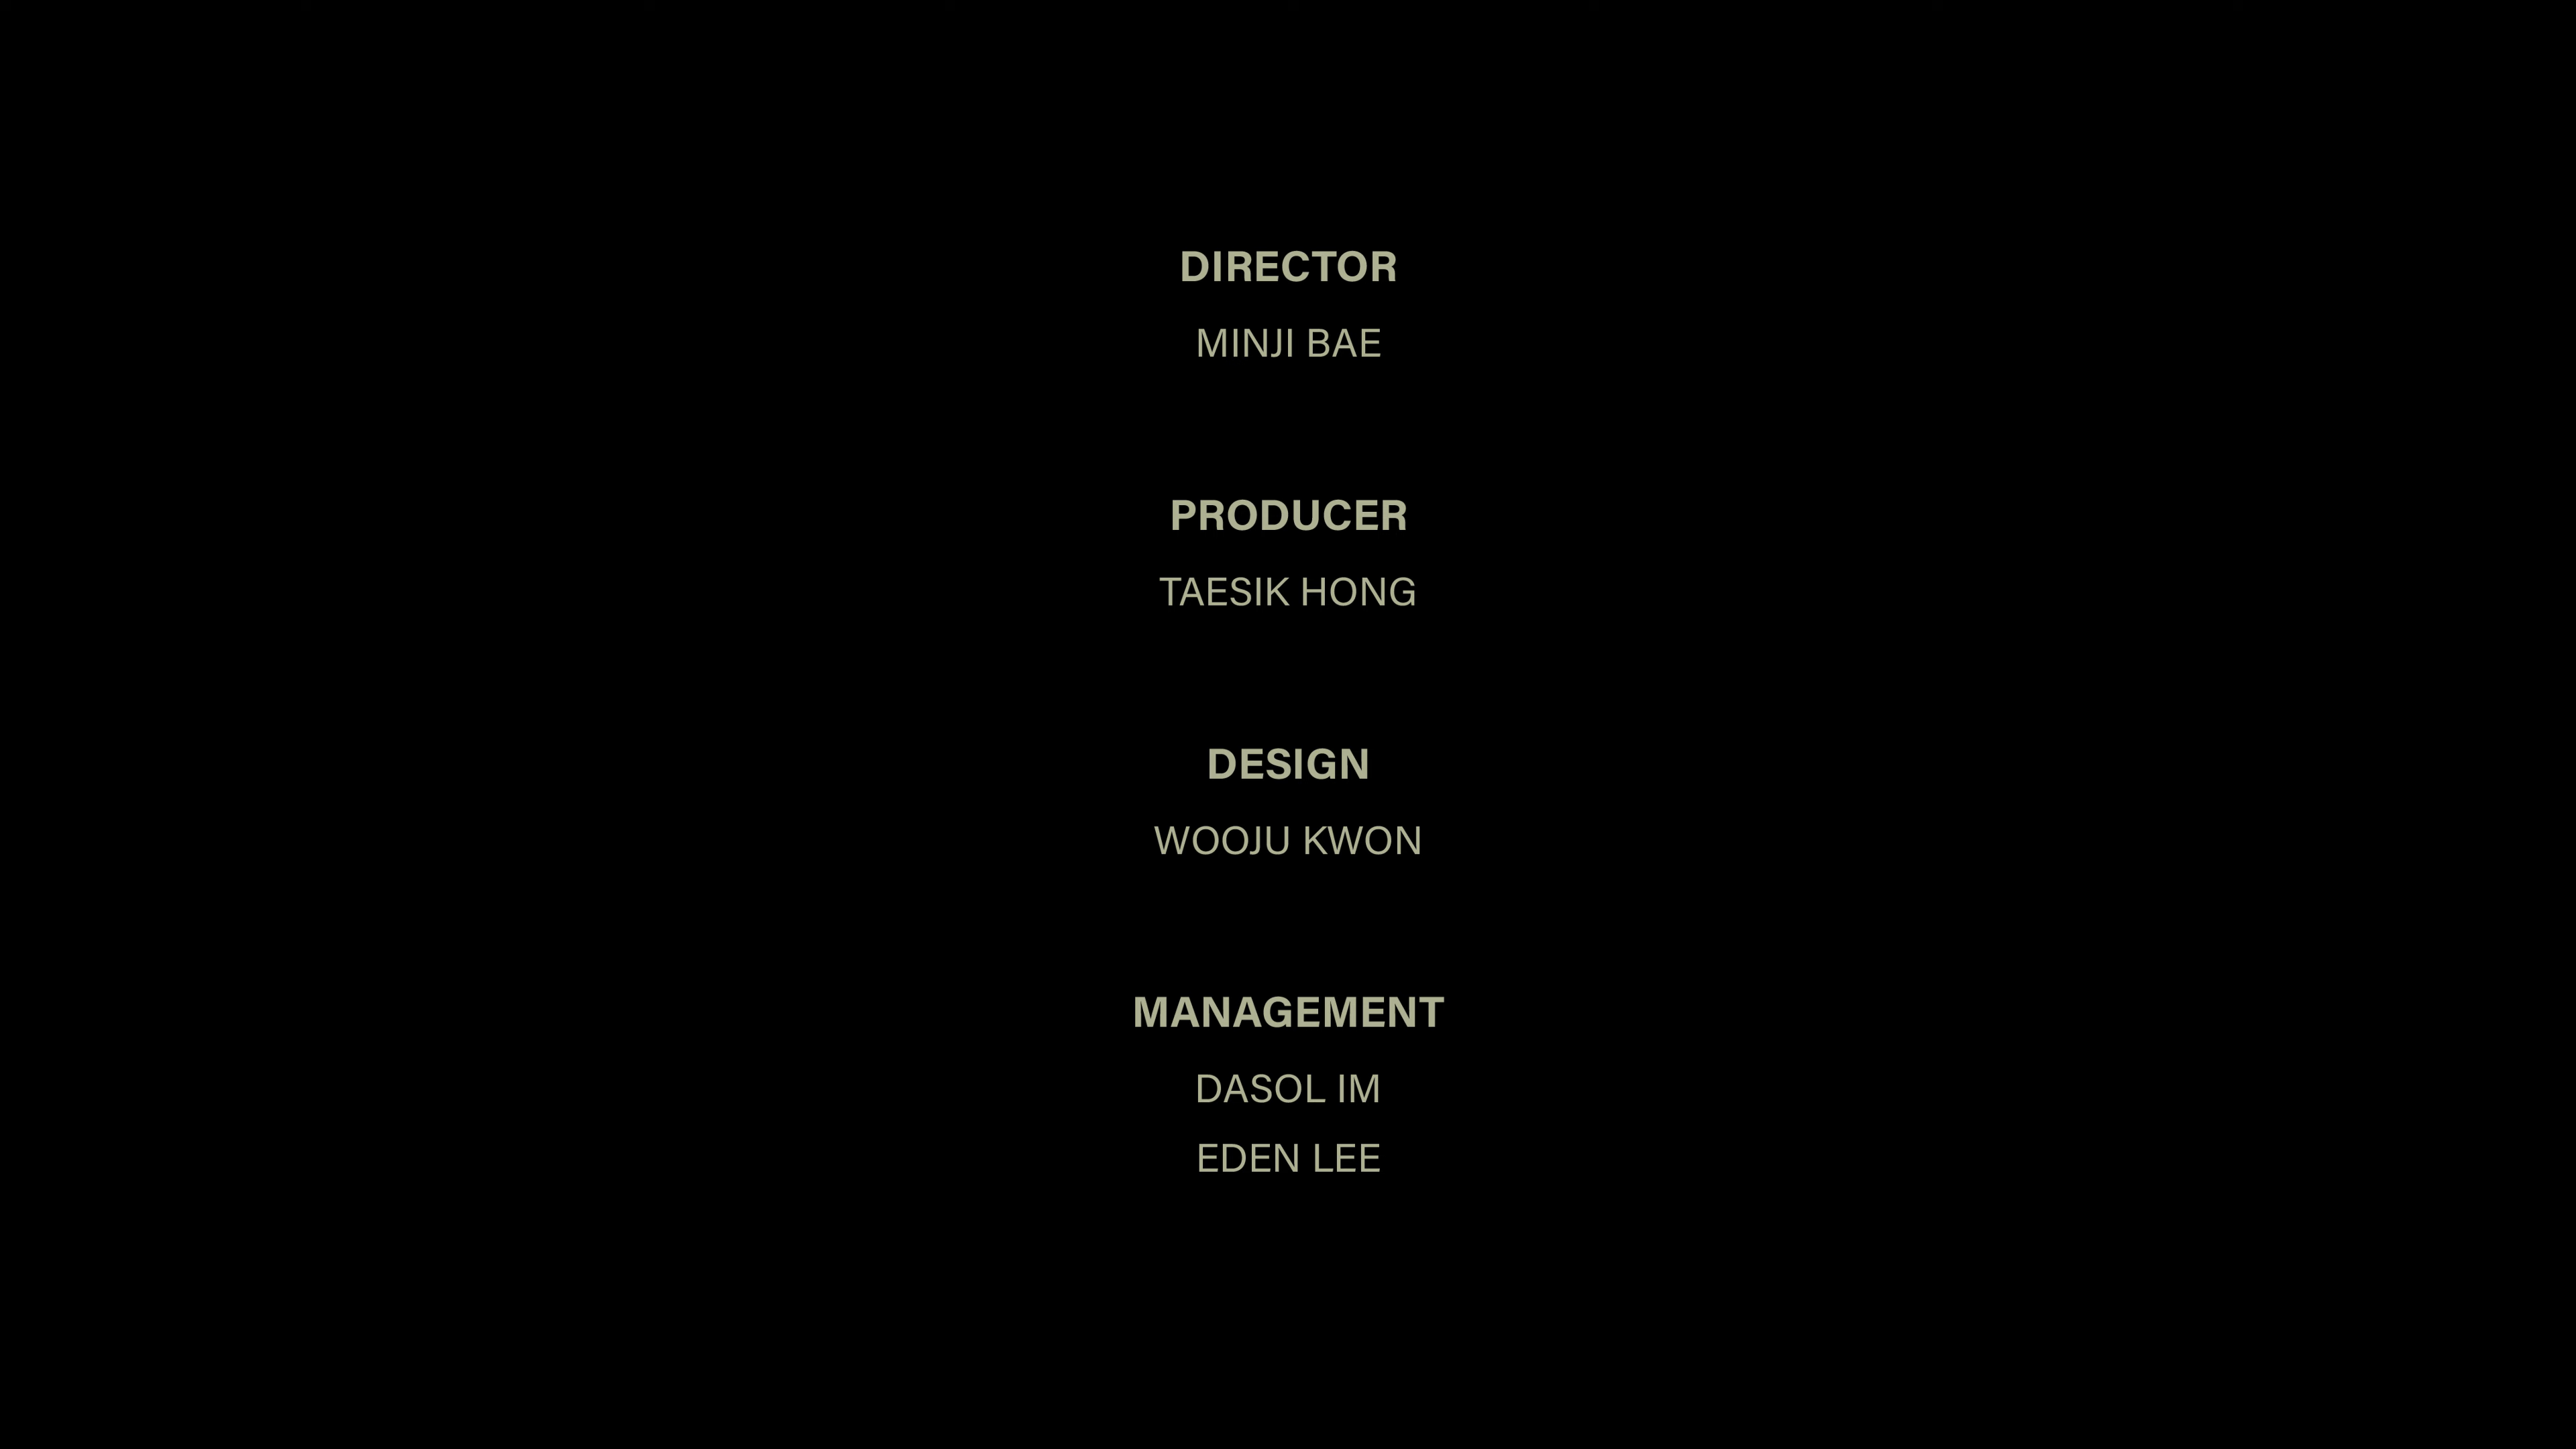 DIRECTOR
MINJI BAE
PRODUCER
TAESIK HONG
DESIGN
WOOJU KWON
MANAGEMENT
DASOL IM
EDEN LEE